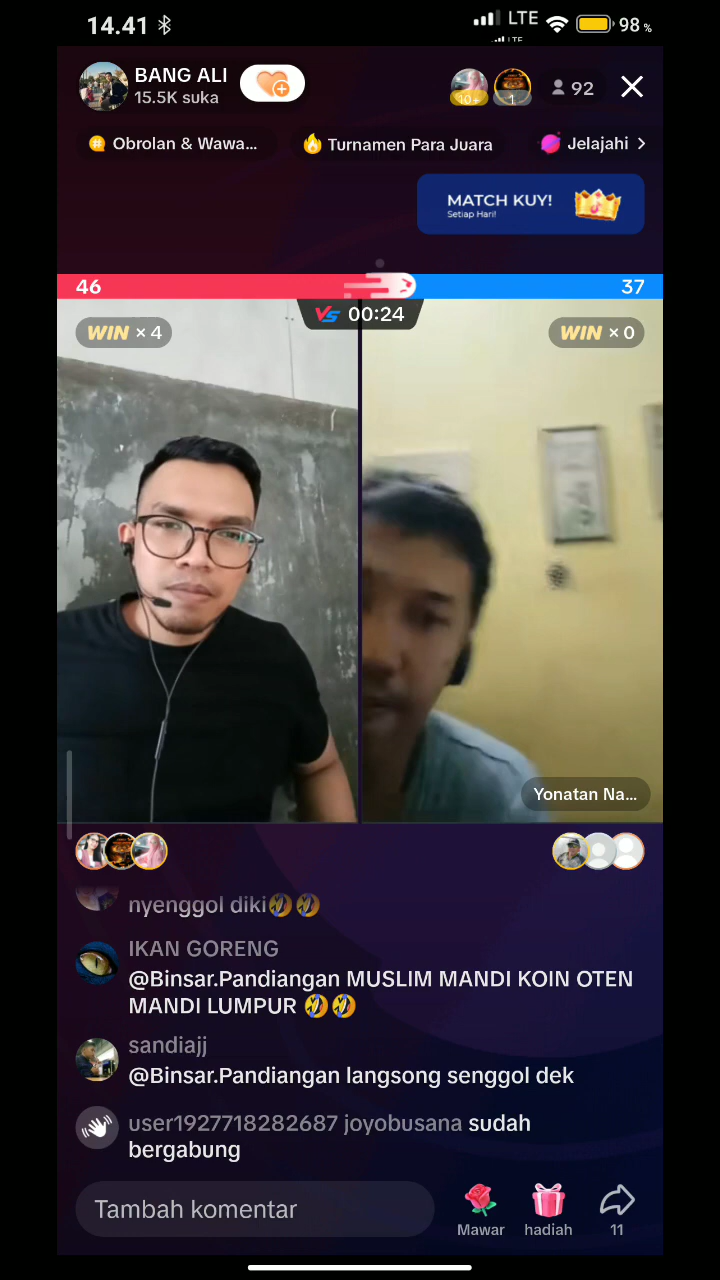 14.41
LTE
98 %
LTE
BANG ALI
15.5K suka
10+
1
92
Obrolan & Wawa...
Turnamen Para Juara
Jelajahi
MATCH KUY!
Setiap Hari!
46
37
VS 00:24
WIN × 4
WIN × 0
Yonatan Na...
nyenggol diki🤣🤣
IKAN GORENG
@Binsar.Pandiangan MUSLIM MANDI KOIN OTEN
MANDI LUMPUR 🤣🤣
sandiajj
@Binsar.Pandiangan langsong senggol dek
user1927718282687 joyobusana sudah
bergabung
Tambah komentar
Mawar
hadiah
11